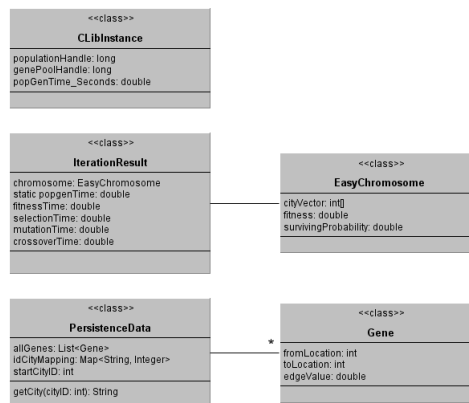 <<class>>
CLibInstance
populationHandle: long
genePoolHandle: long
popGenTime_Seconds: double
<<class>>
IterationResult
chromosome: EasyChromosome
static popgenTime: double
fitnessTime: double
selectionTime: double
mutationTime: double
crossoverTime: double
<<class>>
EasyChromosome
cityVector: int[]
fitness: double
survivingProbability: double
<<class>>
PersistenceData
allGenes: List<Gene>
idCityMapping: Map<String, Integer>
startCityID: int
getCity(cityID: int): String
*
<<class>>
Gene
fromLocation: int
toLocation: int
edgeValue: double